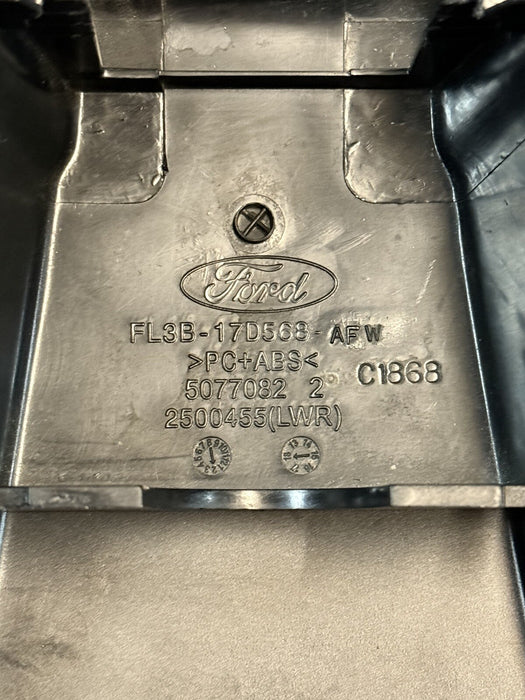 Ford
FL3B-17D568-AFW
>PC+ABS<
5077082 2
C1868
2500455(LWR)